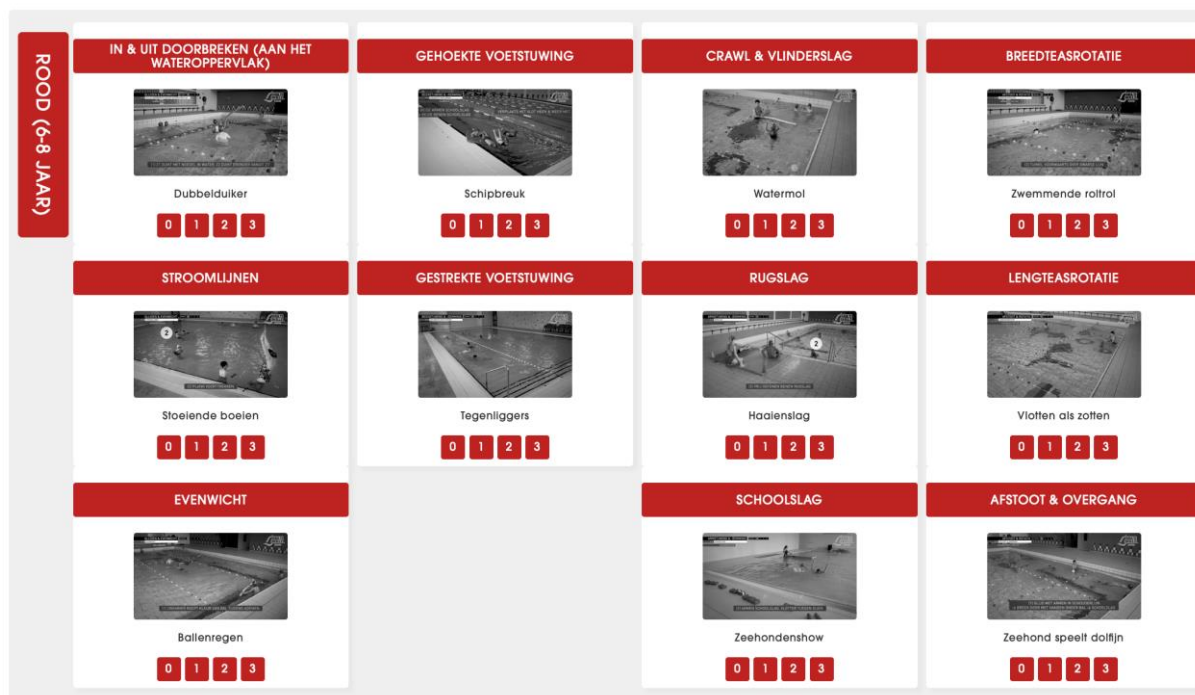 ROOD (6-8 JAAR)
IN & UIT DOORBREKEN (AAN HET
WATEROPPERVLAK)
GEHOEKTE VOETSTUWING
CRAWL & VLINDERSLAG
BREEDTEASROTATIE
Dubbelduiker
Schipbreuk
Watermol
Zwemmende roltrol
0 1 2 3
0 1 2 3
0 1 2 3
0 1 2 3
STROOMLIJNEN
GESTREKTE VOETSTUWING
RUGSLAG
LENGTEASROTATIE
2
2
Stoeiende boeien
Tegenliggers
Haaienslag
Vlotten als zotten
0 1 2 3
0 1 2 3
0 1 2 3
0 1 2 3
EVENWICHT
SCHOOLSLAG
AFSTOOT & OVERGANG
Ballenregen
Zeehondenshow
Zeehond speelt dolfijn
0 1 2 3
0 1 2 3
0 1 2 3